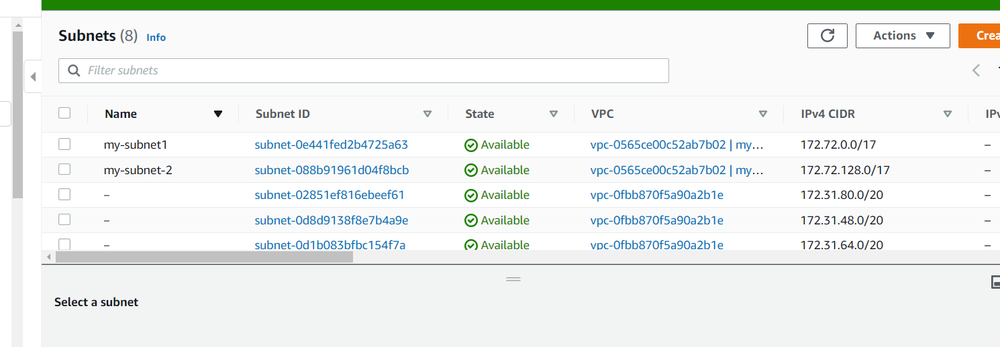 Subnets (8) Info
Actions
Crea
Filter subnets
Name Subnet ID State VPC IPv4 CIDR IPv
my-subnet1 subnet-0e441fed2b4725a63 Available vpc-0565ce00c52ab7b02 | my… 172.72.0.0/17 –
my-subnet-2 subnet-088b91961d04f8bcb Available vpc-0565ce00c52ab7b02 | my… 172.72.128.0/17 –
– subnet-02851ef816ebeef61 Available vpc-0fbb870f5a90a2b1e 172.31.80.0/20 –
– subnet-0d8d9138f8e7b4a9e Available vpc-0fbb870f5a90a2b1e 172.31.48.0/20 –
– subnet-0d1b083bfbc154f7a Available vpc-0fbb870f5a90a2b1e 172.31.64.0/20 –
Select a subnet